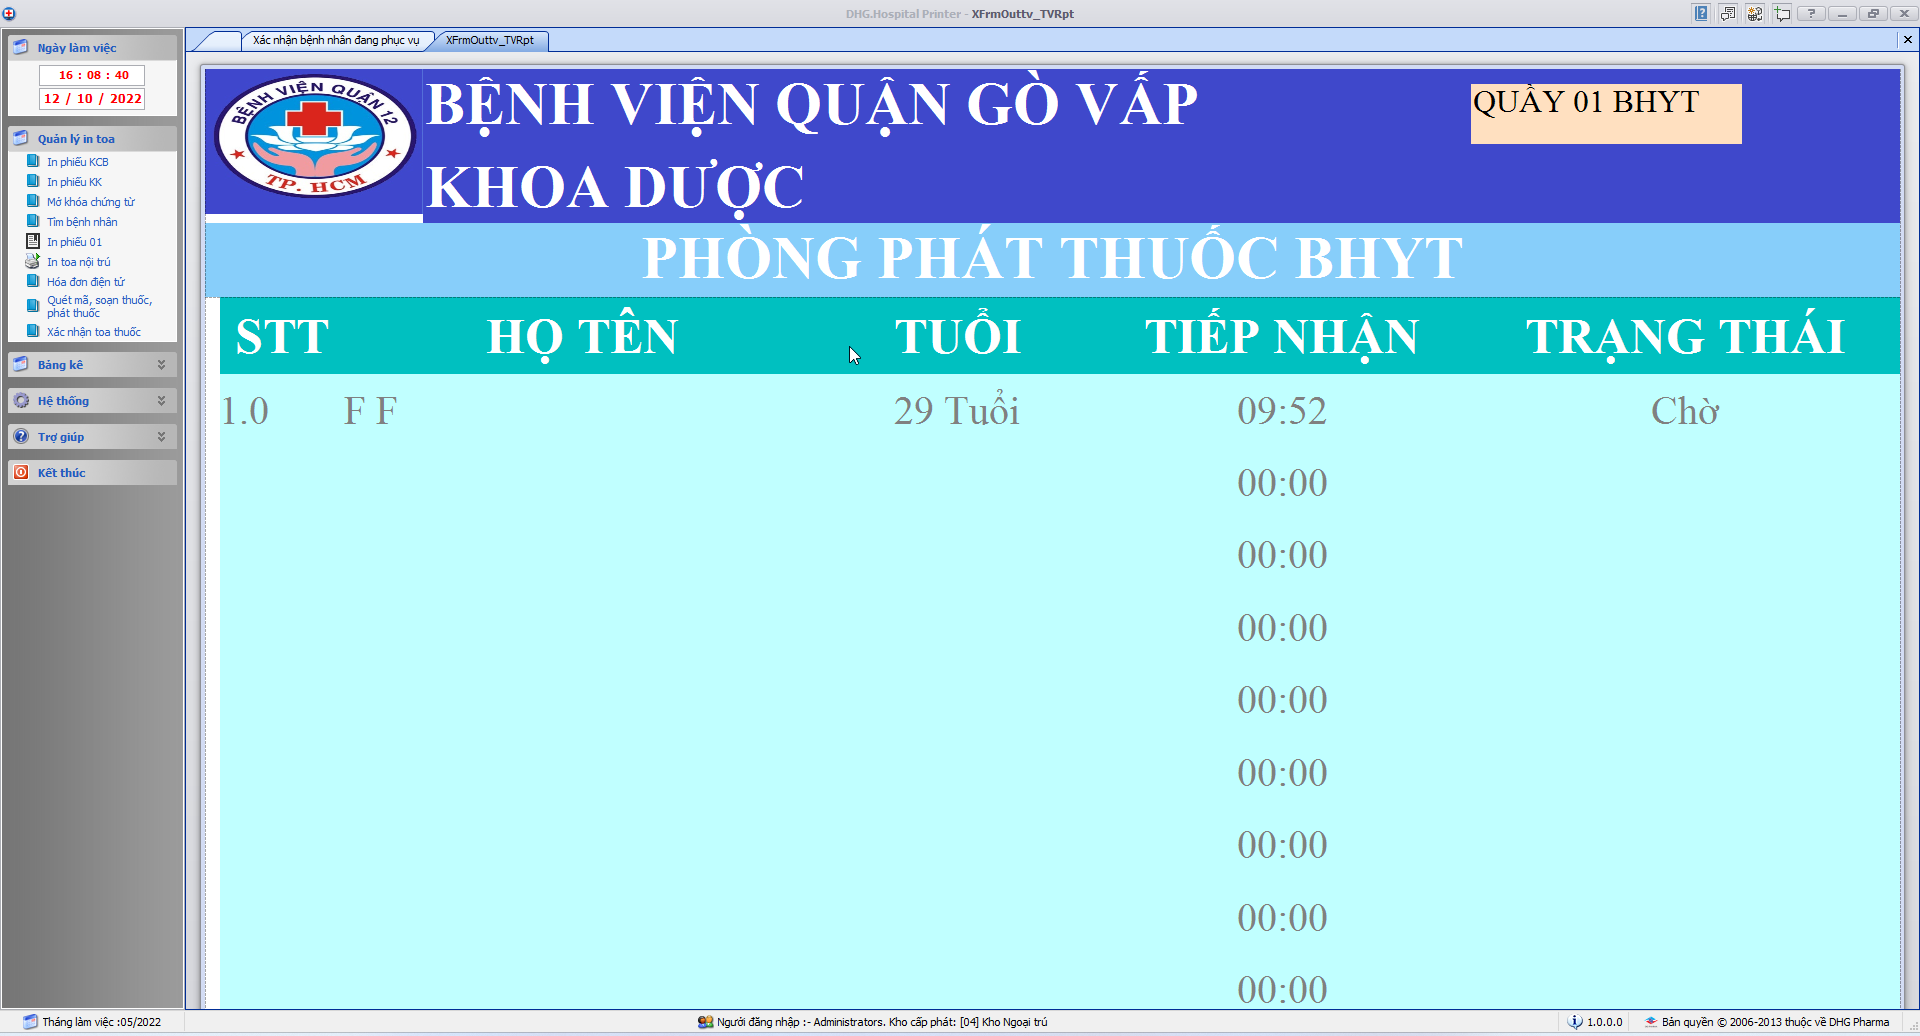 DHG.Hospital Printer - XFrmOuttv_TVRpt
Xác nhận bệnh nhân đang phục vụ
XFrmOuttv_TVRpt
Ngày làm việc
16 : 08 : 40
12 / 10 / 2022
Quản lý in toa
In phiếu KCB
In phiếu KK
Mở khóa chứng từ
Tìm bệnh nhân
In phiếu 01
In toa nội trú
Hóa đơn điện tử
Quét mã, soạn thuốc,
phát thuốc
Xác nhận toa thuốc
Bảng kê
Hệ thống
Trợ giúp
Kết thúc
BỆNH VIỆN QUẬN 12
TP. HCM
BỆNH VIỆN QUẬN GÒ VẤP
KHOA DƯỢC
QUẦY 01 BHYT
PHÒNG PHÁT THUỐC BHYT
STT HỌ TÊN TUỔI TIẾP NHẬN TRẠNG THÁI
1.0 F F 29 Tuổi 09:52 Chờ
00:00
00:00
00:00
00:00
00:00
00:00
00:00
00:00
Tháng làm việc :05/2022
Người đăng nhập :- Administrators. Kho cấp phát: [04] Kho Ngoại trú
1.0.0.0
Bản quyền © 2006-2013 thuộc về DHG Pharma